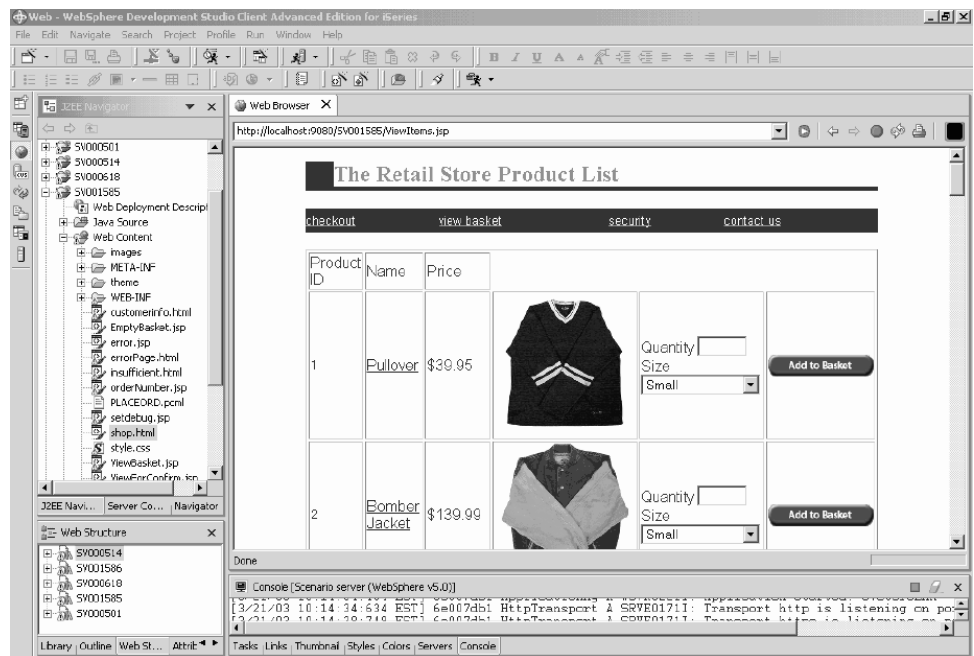 Web - WebSphere Development Studio Client Advanced Edition for iSeries
File Edit Navigate Search Project Profile Run Window Help
J2EE Navigator
SV000501
SV000514
SV000618
SV001585
Web Deployment Descript
Java Source
Web Content
images
META-INF
theme
WEB-INF
customerinfo.html
EmptyBasket.jsp
error.jsp
errorPage.html
insufficient.html
orderNumber.jsp
PLACEORD.pcml
setdebug.jsp
shop.html
style.css
ViewBasket.jsp
ViewForConfirm.jsp
J2EE Navi... Server Co... Navigator
Web Structure
SV000514
SV001586
SV000618
SV001585
SV000501
Library Outline Web St... Attrib
Web Browser
http://localhost:9080/SV001585/ViewItems.jsp
The Retail Store Product List
checkout view basket security contact us
Product ID Name Price
1 Pullover $39.95 Quantity Size Small Add to Basket
2 Bomber Jacket $139.99 Quantity Size Small Add to Basket
Done
Console [Scenario server (WebSphere v5.0)]
[3/21/03 10:14:34:634 EST] 6e007db1 HttpTransport A SRVE0171I: Transport http is listening on po
Tasks Links Thumbnail Styles Colors Servers Console